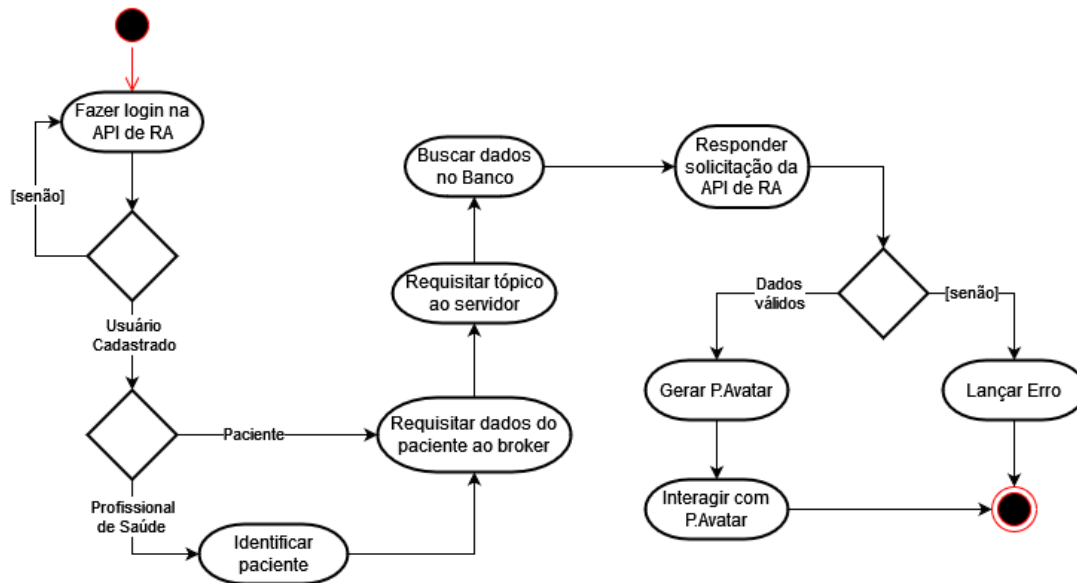 Fazer login na
API de RA
[senão]
Usuário
Cadastrado
Paciente
Profissional
de Saúde
Identificar
paciente
Requisitar dados do
paciente ao broker
Requisitar tópico
ao servidor
Buscar dados
no Banco
Responder
solicitação da
API de RA
Dados
válidos
[senão]
Gerar P.Avatar
Lançar Erro
Interagir com
P.Avatar